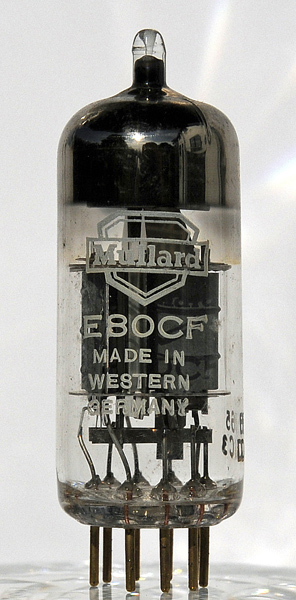 Mullard
E80CF
MADE IN
WESTERN
GERMANY